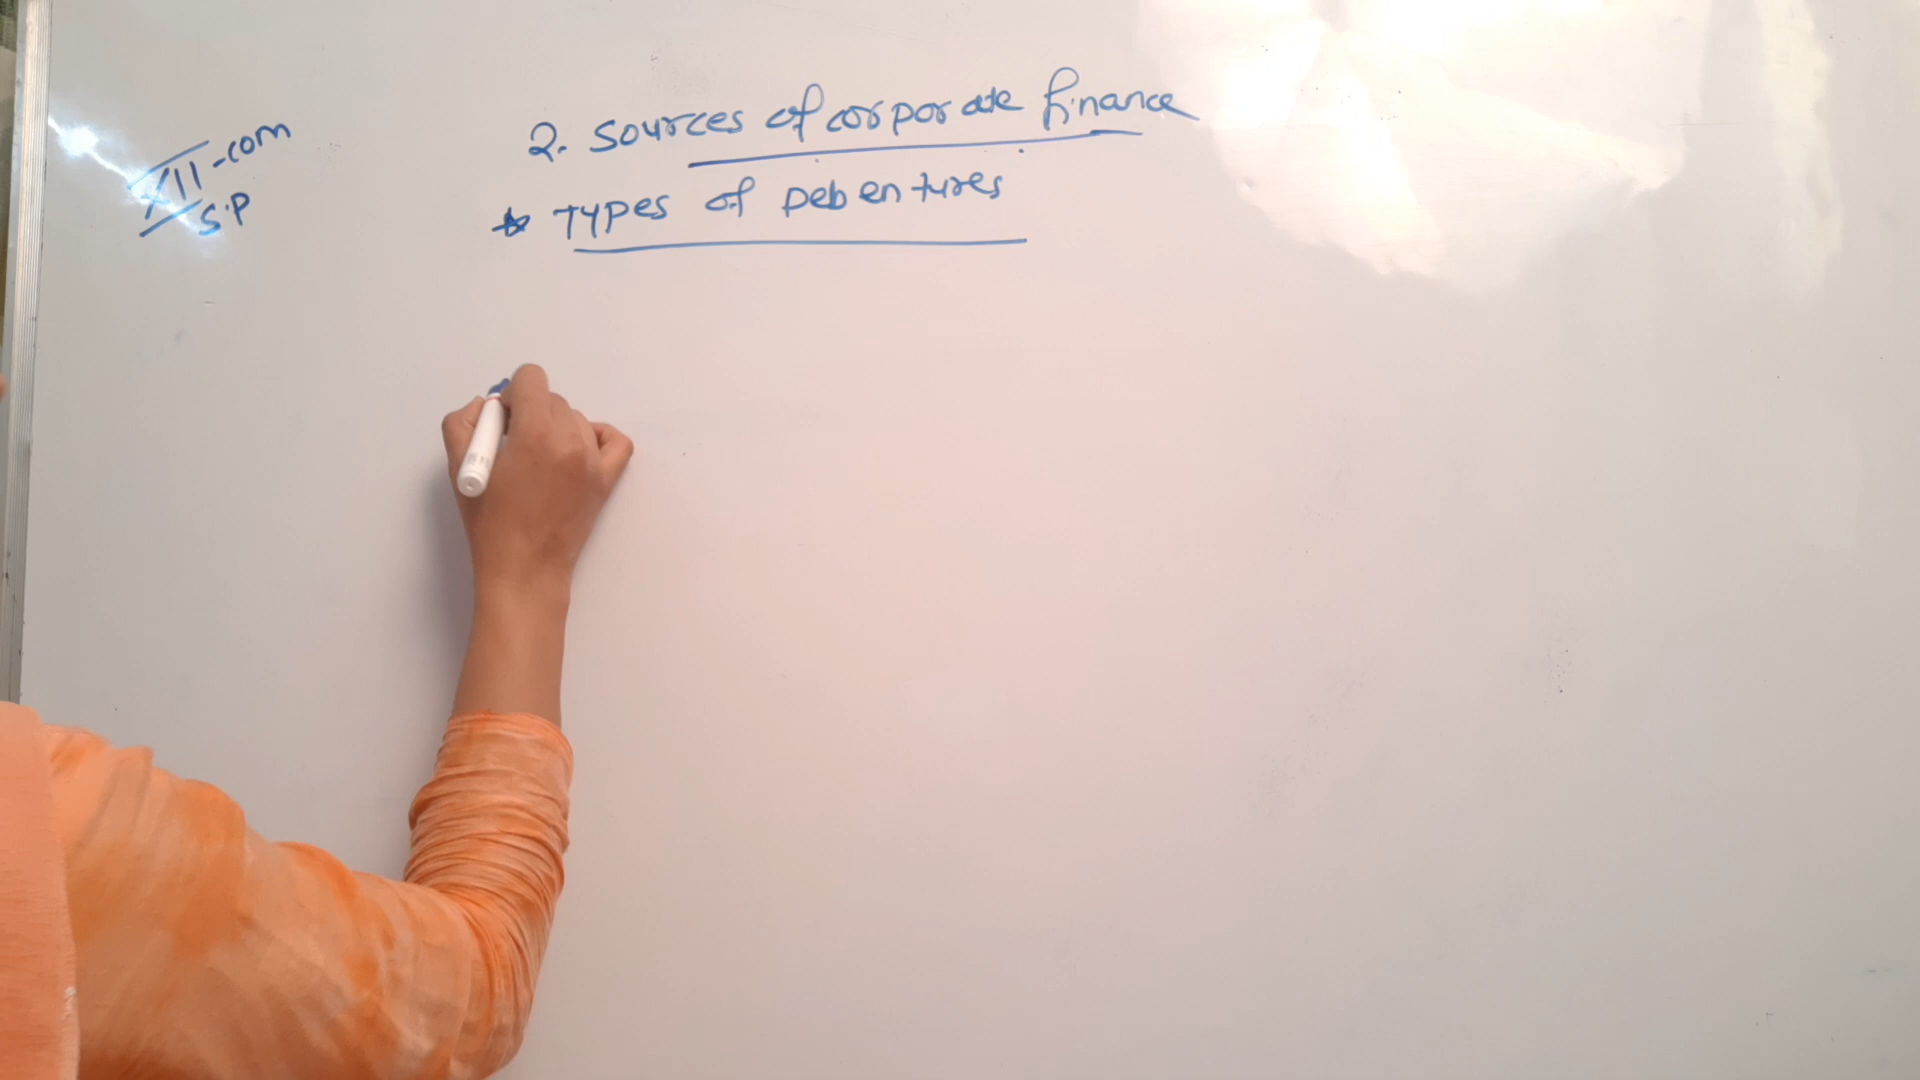 XII-com
S.P
2. Sources of corporate finance
* Types of Debentures